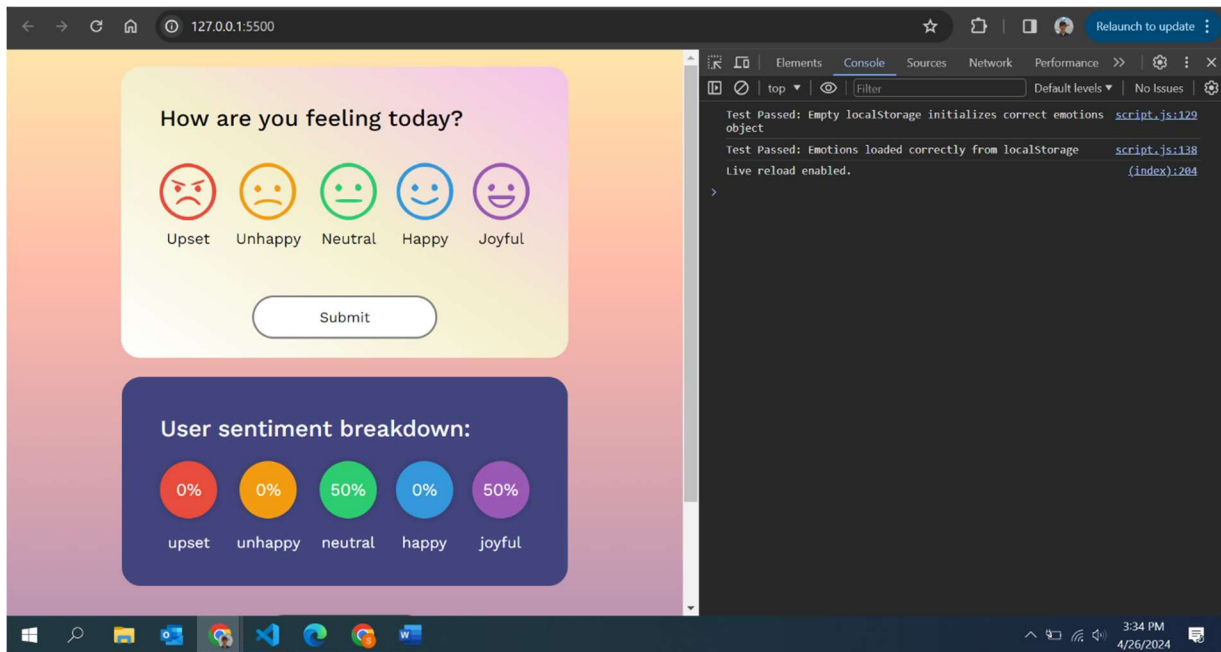 127.0.0.1:5500
Relaunch to update
How are you feeling today?
Upset Unhappy Neutral Happy Joyful
Submit
User sentiment breakdown:
0% 0% 50% 0% 50%
upset unhappy neutral happy joyful
Elements Console Sources Network Performance
top Filter Default levels No Issues
Test Passed: Empty localStorage initializes correct emotions script.js:129
object
Test Passed: Emotions loaded correctly from localStorage script.js:138
Live reload enabled. (index):204
3:34 PM
4/26/2024